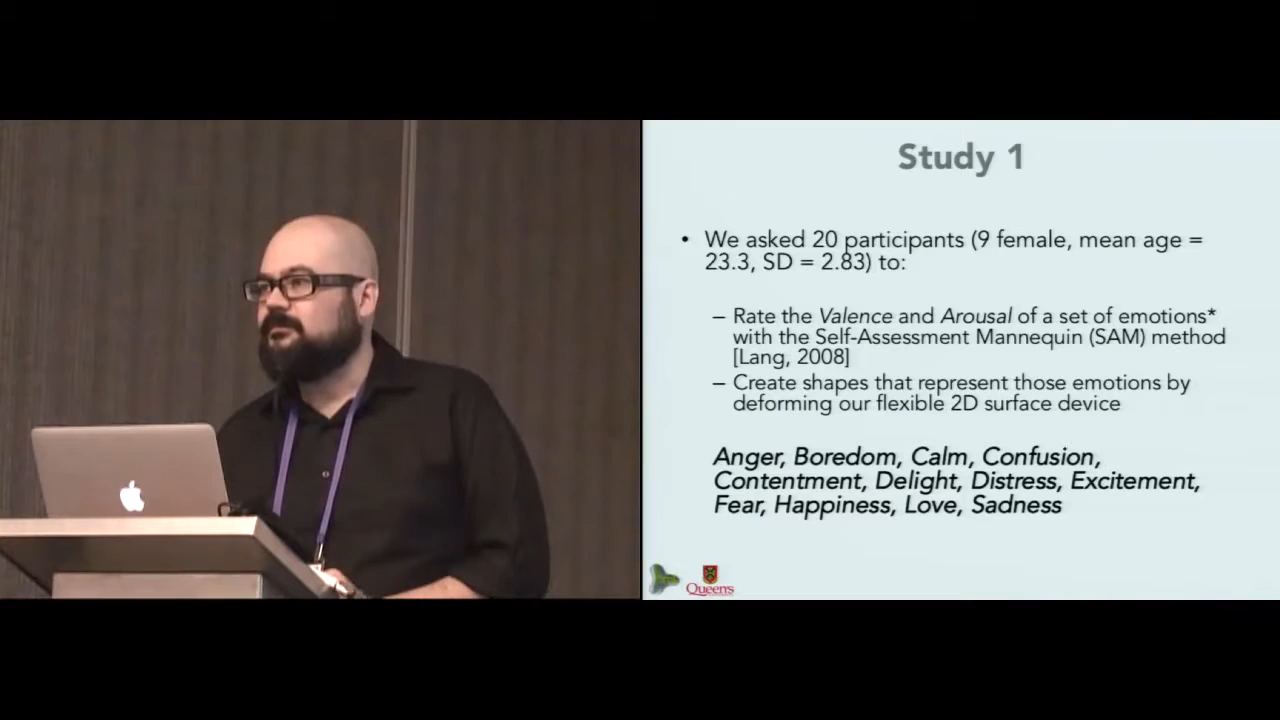 Study 1
• We asked 20 participants (9 female, mean age =
23.3, SD = 2.83) to:
– Rate the Valence and Arousal of a set of emotions*
with the Self-Assessment Mannequin (SAM) method
[Lang, 2008]
– Create shapes that represent those emotions by
deforming our flexible 2D surface device
Anger, Boredom, Calm, Confusion,
Contentment, Delight, Distress, Excitement,
Fear, Happiness, Love, Sadness
Queens